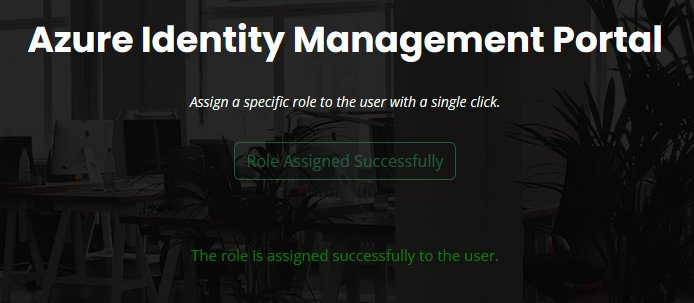 Azure Identity Management Portal
Assign a specific role to the user with a single click.
Role Assigned Successfully
The role is assigned successfully to the user.